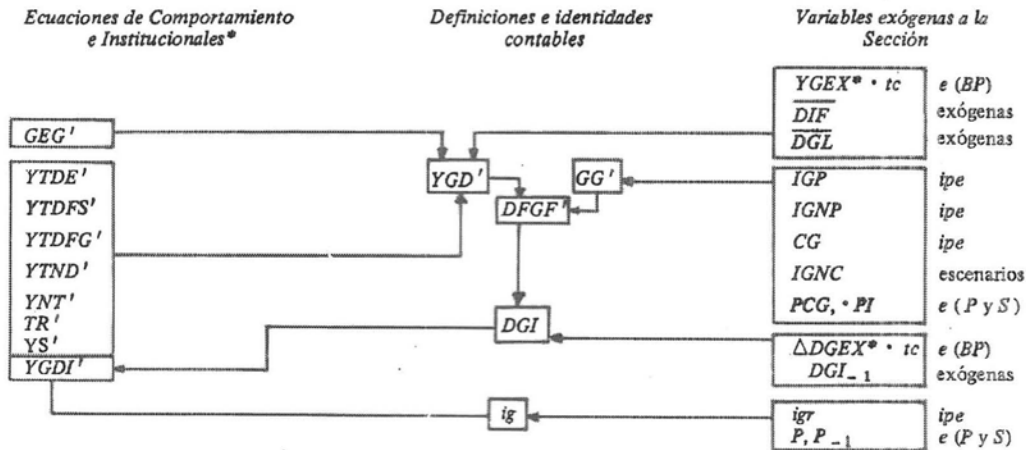 Ecuaciones de Comportamiento
e Institucionales*
Definiciones e identidades
contables
Variables exógenas a la
Sección
GEG'
YTDE'
YTDFS'
YTDFG'
YTND'
YNT'
TR'
YS'
YGDI'
YGD'
GG'
DFGF'
DGI
ig
YGEX* · tc e (BP)
DIF exógenas
DGL exógenas
IGP ipe
IGNP ipe
CG ipe
IGNC escenarios
PCG, · PI e (P y S)
ΔDGEX* · tc e (BP)
DGI₋₁ exógenas
igr ipe
P, P₋₁ e (P y S)